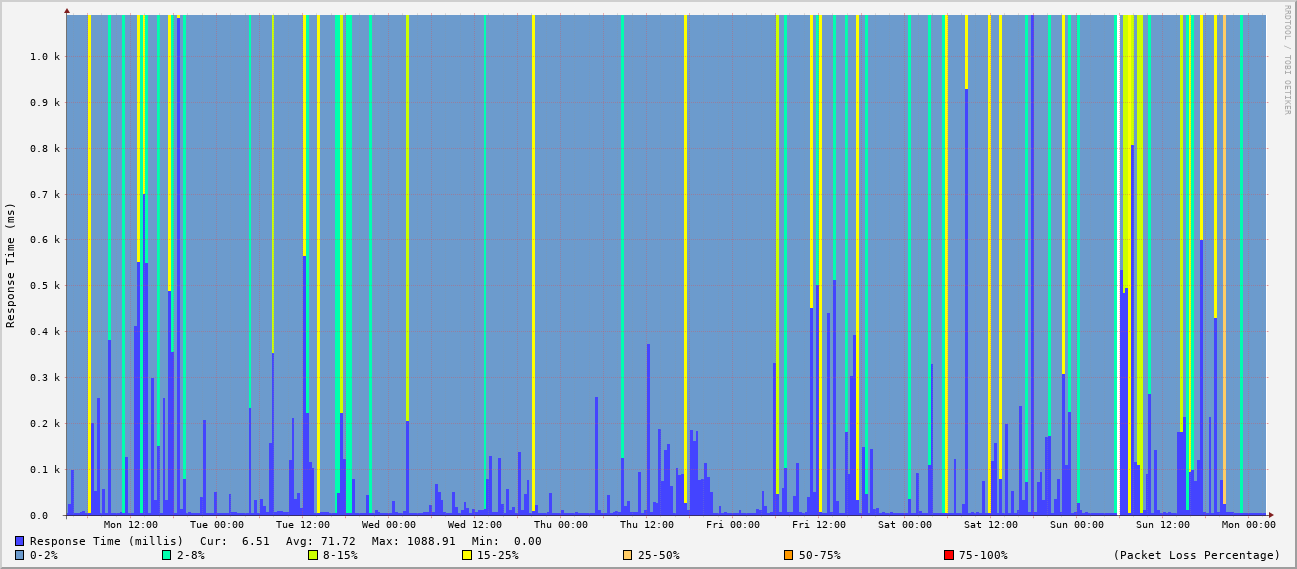 RRDTOOL / TOBI OETIKER
Response Time (ms)
1.0 k
0.9 k
0.8 k
0.7 k
0.6 k
0.5 k
0.4 k
0.3 k
0.2 k
0.1 k
0.0
Mon 12:00 Tue 00:00 Tue 12:00 Wed 00:00 Wed 12:00 Thu 00:00 Thu 12:00 Fri 00:00 Fri 12:00 Sat 00:00 Sat 12:00 Sun 00:00 Sun 12:00 Mon 00:00
Response Time (millis) Cur: 6.51 Avg: 71.72 Max: 1088.91 Min: 0.00
0-2% 2-8% 8-15% 15-25% 25-50% 50-75% 75-100% (Packet Loss Percentage)